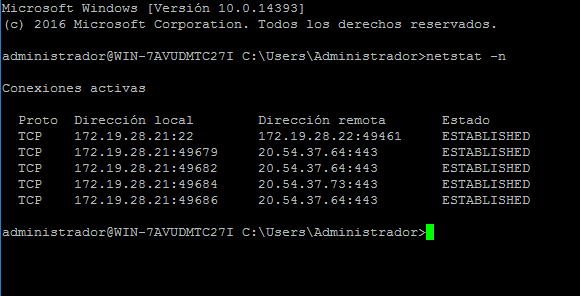 Microsoft Windows [Versión 10.0.14393]
(c) 2016 Microsoft Corporation. Todos los derechos reservados.
administrador@WIN-7AVUDMTC27I C:\Users\Administrador>netstat -n
Conexiones activas
Proto Dirección local Dirección remota Estado
TCP 172.19.28.21:22 172.19.28.22:49461 ESTABLISHED
TCP 172.19.28.21:49679 20.54.37.64:443 ESTABLISHED
TCP 172.19.28.21:49682 20.54.37.64:443 ESTABLISHED
TCP 172.19.28.21:49684 20.54.37.73:443 ESTABLISHED
TCP 172.19.28.21:49686 20.54.37.64:443 ESTABLISHED
administrador@WIN-7AVUDMTC27I C:\Users\Administrador>